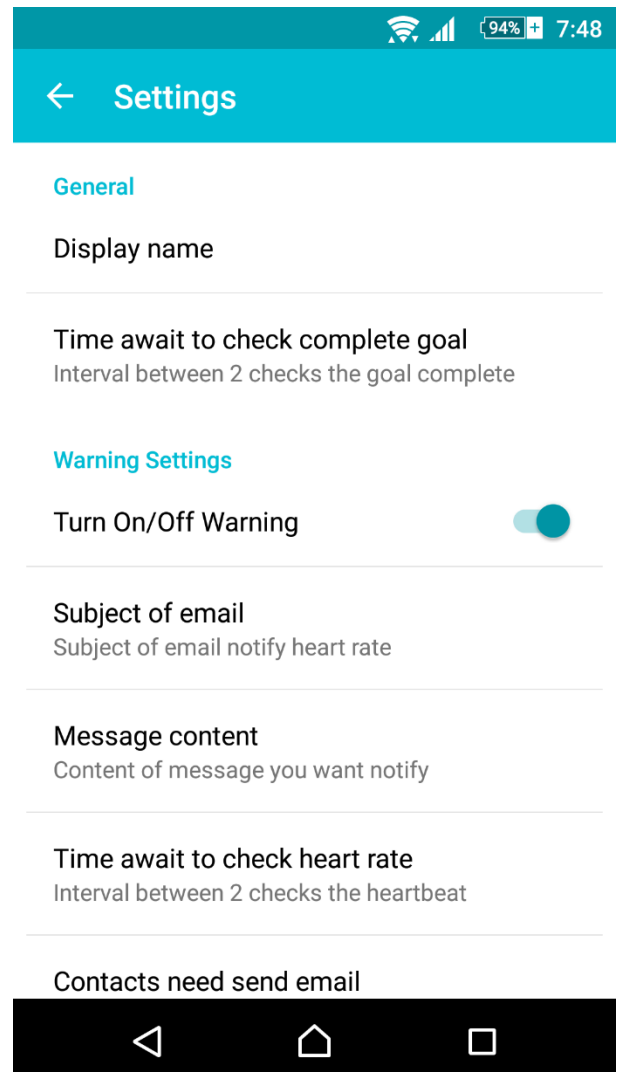 94% 7:48
Settings
General
Display name
Time await to check complete goal
Interval between 2 checks the goal complete
Warning Settings
Turn On/Off Warning
Subject of email
Subject of email notify heart rate
Message content
Content of message you want notify
Time await to check heart rate
Interval between 2 checks the heartbeat
Contacts need send email